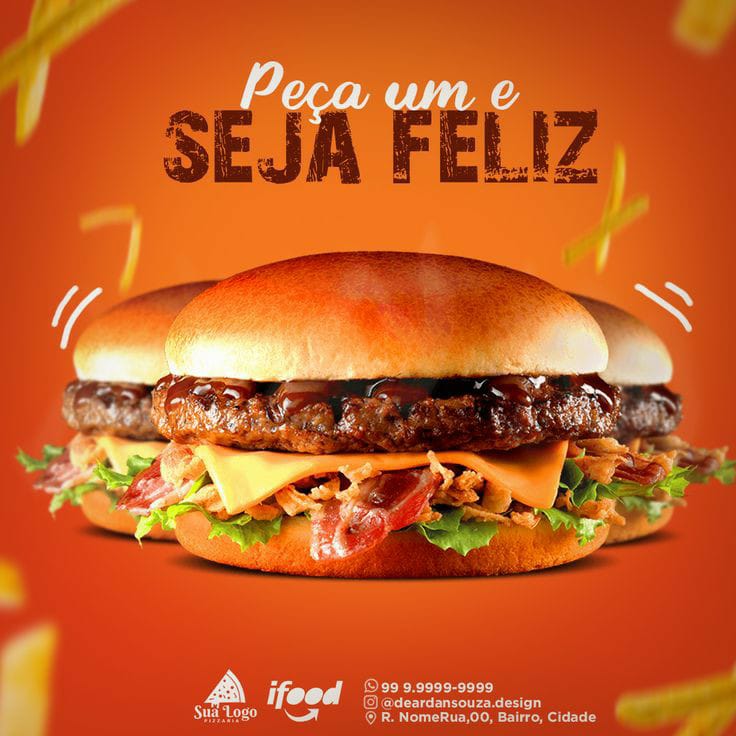 Peça um e
SEJA FELIZ
Sua Logo
PIZZARIA
ifood
99 9.9999-9999
@deardansouza.design
R. NomeRua,00, Bairro, Cidade